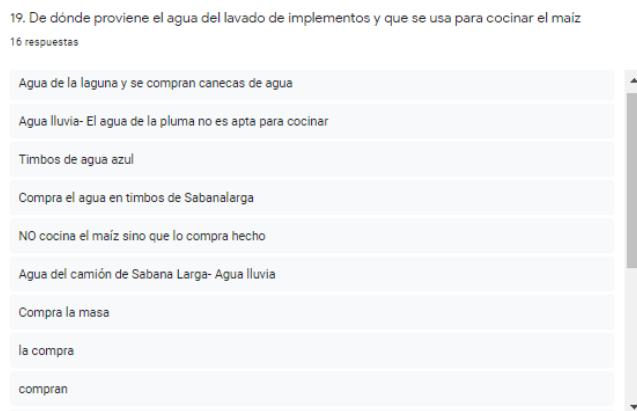 19. De dónde proviene el agua del lavado de implementos y que se usa para cocinar el maíz
16 respuestas
Agua de la laguna y se compran canecas de agua
Agua lluvia- El agua de la pluma no es apta para cocinar
Timbos de agua azul
Compra el agua en timbos de Sabanalarga
NO cocina el maíz sino que lo compra hecho
Agua del camión de Sabana Larga- Agua lluvia
Compra la masa
la compra
compran